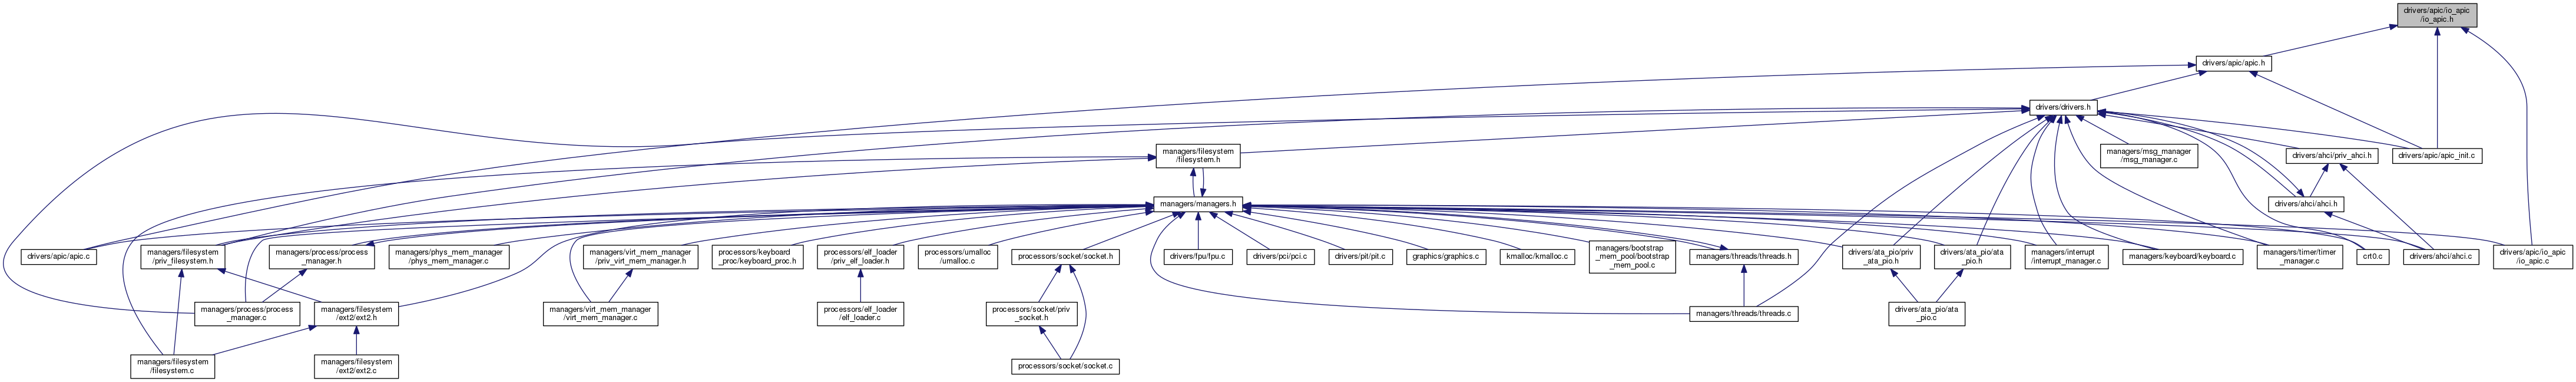 drivers/apic/io_apic
/io_apic.h
drivers/apic/apic.h
drivers/drivers.h
managers/filesystem
/filesystem.h
managers/msg_manager
/msg_manager.c
drivers/ahci/priv_ahci.h
drivers/apic/apic_init.c
managers/managers.h
drivers/ahci/ahci.h
drivers/apic/apic.c
managers/filesystem
/priv_filesystem.h
managers/process/process
_manager.h
managers/phys_mem_manager
/phys_mem_manager.c
managers/virt_mem_manager
/priv_virt_mem_manager.h
processors/keyboard
_proc/keyboard_proc.h
processors/elf_loader
/priv_elf_loader.h
processors/umalloc
/umalloc.c
processors/socket/socket.h
drivers/fpu/fpu.c
drivers/pci/pci.c
drivers/pit/pit.c
graphics/graphics.c
kmalloc/kmalloc.c
managers/bootstrap
_mem_pool/bootstrap
_mem_pool.c
managers/threads/threads.h
drivers/ata_pio/priv
_ata_pio.h
drivers/ata_pio/ata
_pio.h
managers/interrupt
/interrupt_manager.c
managers/keyboard/keyboard.c
managers/timer/timer
_manager.c
crt0.c
drivers/ahci/ahci.c
drivers/apic/io_apic
/io_apic.c
managers/process/process
_manager.c
managers/filesystem
/ext2/ext2.h
managers/virt_mem_manager
/virt_mem_manager.c
processors/elf_loader
/elf_loader.c
processors/socket/priv
_socket.h
managers/threads/threads.c
drivers/ata_pio/ata
_pio.c
managers/filesystem
/filesystem.c
managers/filesystem
/ext2/ext2.c
processors/socket/socket.c